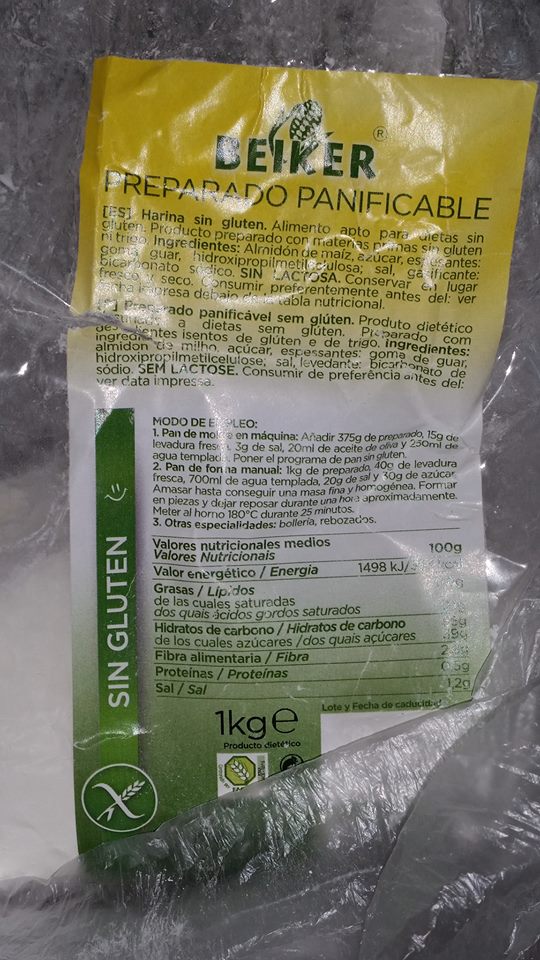 BEIKER ®
PREPARADO PANIFICABLE
[ES] Harina sin gluten. Alimento apto para dietas sin
gluten. Producto preparado con materias primas sin gluten
ni trigo. Ingredientes: Almidón de maíz, azúcar, espesantes:
goma guar, hidroxipropilmetilcelulosa; sal, gasificante:
bicarbonato sódico. SIN LACTOSA. Conservar en lugar
fresco y seco. Consumir preferentemente antes del: ver
fecha impresa debajo de la tabla nutricional.
Preparado panificável sem glúten. Produto dietético
a dietas sem glúten. Preparado com
ingredientes isentos de glúten e de trigo. Ingredientes:
almidon de milho, açúcar, espessantes: goma de guar,
hidroxipropilmetilcelulose; sal, levedante: bicarbonato de
sódio. SEM LACTOSE. Consumir de preferência antes del:
ver data impressa.
MODO DE EMPLEO:
1. Pan de molde en máquina: Añadir 375g de preparado, 15g de
levadura fresca, 3g de sal, 20ml de aceite de oliva y 250ml de
agua templada. Poner el programa de pan sin gluten.
2. Pan de forma manual: 1kg de preparado, 40g de levadura
fresca, 700ml de agua templada, 20g de sal y 30g de azúcar.
Amasar hasta conseguir una masa fina y homogénea. Formar
en piezas y dejar reposar durante una hora aproximadamente.
Meter al horno 180ºC durante 25 minutos.
3. Otras especialidades: bollería, rebozados.
Valores nutricionales medios 100g
Valores Nutricionais
Valor energético / Energia 1498 kJ/
Grasas / Lípidos
de las cuales saturadas
dos quais ácidos gordos saturados
Hidratos de carbono / Hidratos de carbono
de los cuales azúcares /dos quais açúcares
Fibra alimentaria / Fibra
Proteínas / Proteínas 0,5g
Sal / Sal 1,2g
Lote y Fecha de caducidad
1kg e
Producto dietético
SIN GLUTEN